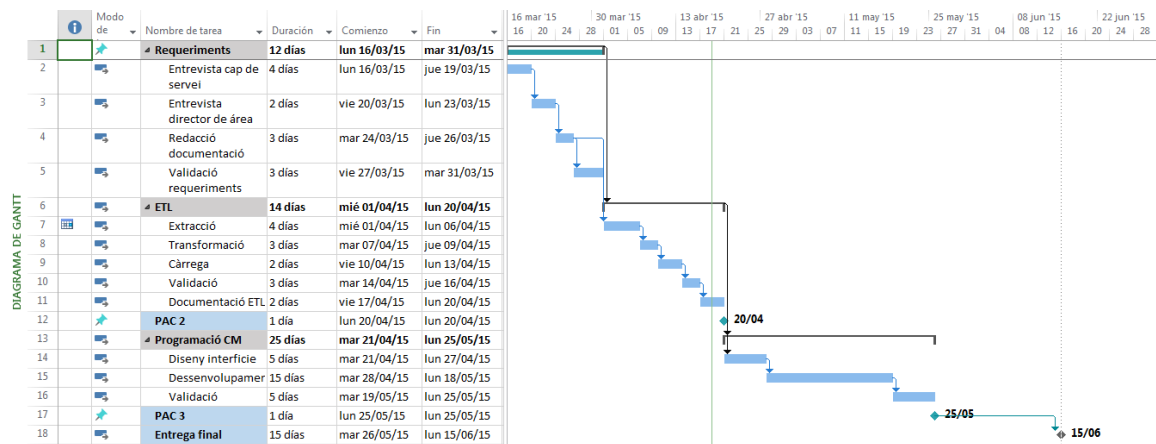 Modo de
Nombre de tarea
Duración
Comienzo
Fin
16 mar '15 30 mar '15 13 abr '15 27 abr '15 11 may '15 25 may '15 08 jun '15 22 jun '15
16 20 24 28 01 05 09 13 17 21 25 29 03 07 11 15 19 23 27 31 04 08 12 16 20 24 28
DIAGRAMA DE GANTT
1 Requeriments 12 días lun 16/03/15 mar 31/03/15
2 Entrevista cap de servei 4 días lun 16/03/15 jue 19/03/15
3 Entrevista director de área 2 días vie 20/03/15 lun 23/03/15
4 Redacció documentació 3 días mar 24/03/15 jue 26/03/15
5 Validació requeriments 3 días vie 27/03/15 mar 31/03/15
6 ETL 14 días mié 01/04/15 lun 20/04/15
7 Extracció 4 días mié 01/04/15 lun 06/04/15
8 Transformació 3 días mar 07/04/15 jue 09/04/15
9 Càrrega 2 días vie 10/04/15 lun 13/04/15
10 Validació 3 días mar 14/04/15 jue 16/04/15
11 Documentació ETL 2 días vie 17/04/15 lun 20/04/15
12 PAC 2 1 día lun 20/04/15 lun 20/04/15 20/04
13 Programació CM 25 días mar 21/04/15 lun 25/05/15
14 Diseny interficie 5 días mar 21/04/15 lun 27/04/15
15 Dessenvolupamer 15 días mar 28/04/15 lun 18/05/15
16 Validació 5 días mar 19/05/15 lun 25/05/15
17 PAC 3 1 día lun 25/05/15 lun 25/05/15 25/05
18 Entrega final 15 días mar 26/05/15 lun 15/06/15 15/06